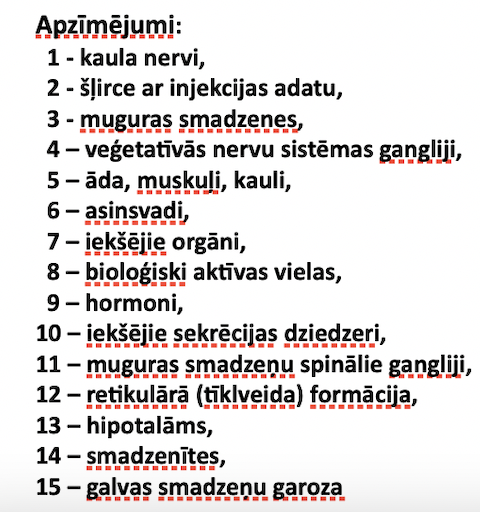 Apzīmējumi:
1 - kaula nervi,
2 - šļirce ar injekcijas adatu,
3 - muguras smadzenes,
4 – veģetatīvās nervu sistēmas gangliji,
5 – āda, muskuļi, kauli,
6 – asinsvadi,
7 – iekšējie orgāni,
8 – bioloģiski aktīvas vielas,
9 – hormoni,
10 – iekšējie sekrēcijas dziedzeri,
11 – muguras smadzeņu spinālie gangliji,
12 – retikulārā (tīklveida) formācija,
13 – hipotalāms,
14 – smadzenītes,
15 – galvas smadzeņu garoza